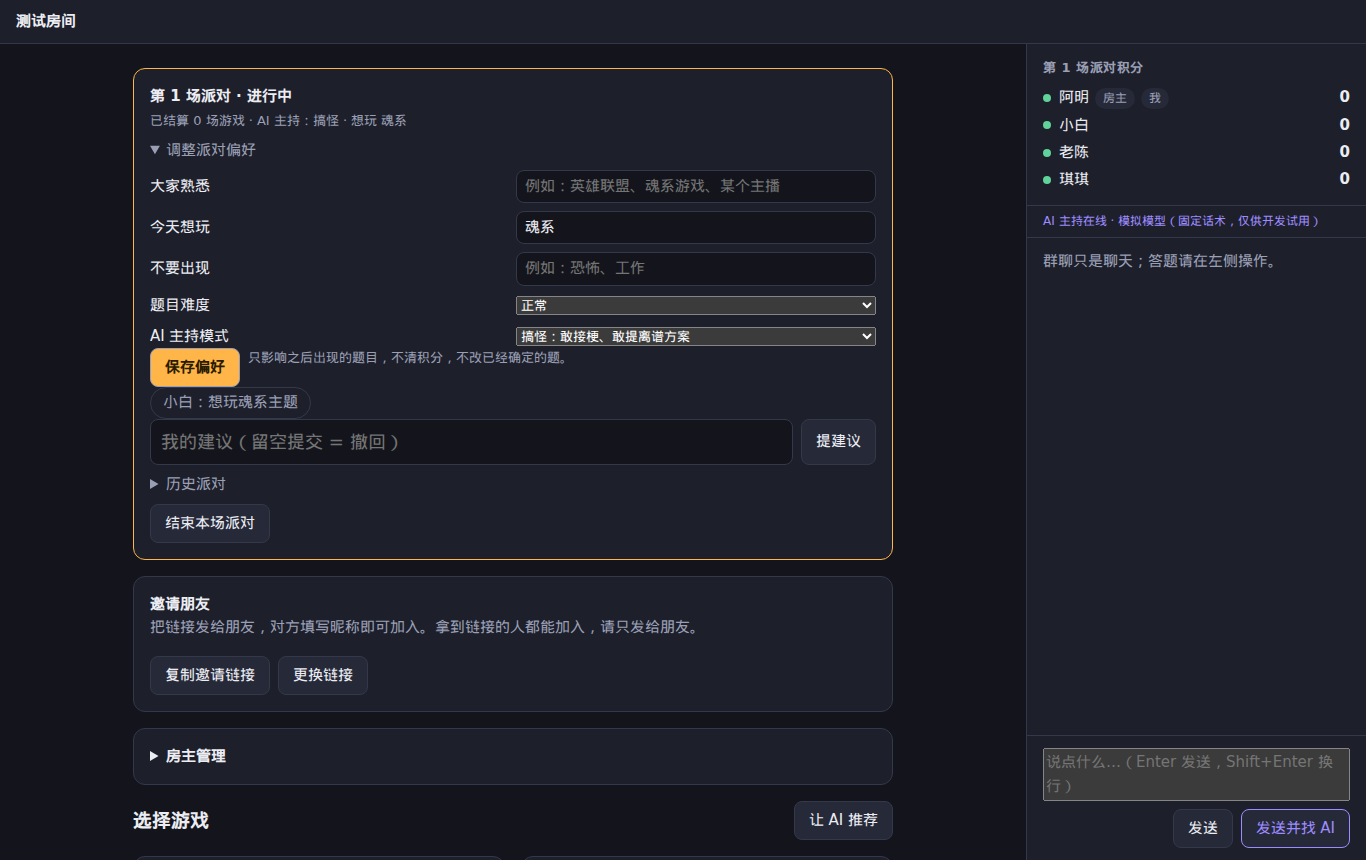 测试房间
第 1 场派对 · 进行中
已结算 0 场游戏 · AI 主持：搞怪 · 想玩 魂系
▼ 调整派对偏好
大家熟悉
例如：英雄联盟、魂系游戏、某个主播
今天想玩
魂系
不要出现
例如：恐怖、工作
题目难度
正常
AI 主持模式
搞怪：敢接梗、敢提离谱方案
保存偏好
只影响之后出现的题目，不清积分，不改已经确定的题。
小白：想玩魂系主题
我的建议（留空提交 = 撤回）
提建议
▶ 历史派对
结束本场派对
邀请朋友
把链接发给朋友，对方填写昵称即可加入。拿到链接的人都能加入，请只发给朋友。
复制邀请链接
更换链接
▶ 房主管理
选择游戏
让 AI 推荐
第 1 场派对积分
阿明 房主 我 0
小白 0
老陈 0
琪琪 0
AI 主持在线 · 模拟模型（固定话术，仅供开发试用）
群聊只是聊天；答题请在左侧操作。
说点什么…（Enter 发送，Shift+Enter 换
行）
发送
发送并找 AI